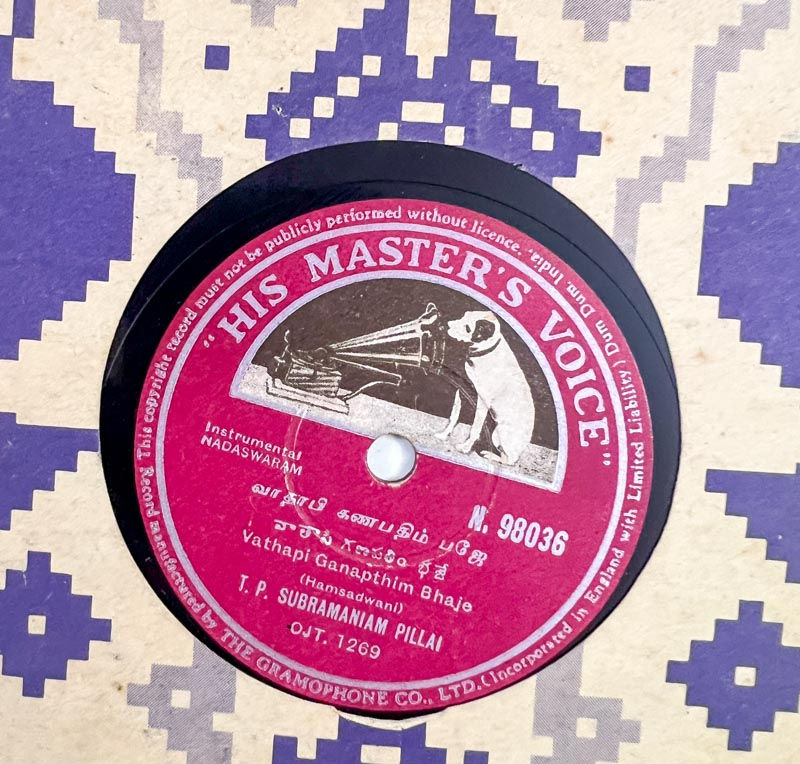 "HIS MASTER'S VOICE"
Instrumental
NADASWARAM
N. 98036
வாதாபி கணபதிம் பஜே
వాతాపి గణపతిం భజే
Vathapi Ganapthim Bhaje
(Hamsadwani)
T. P. SUBRAMANIAM PILLAI
OJT. 1269
Record manufactured by THE GRAMOPHONE CO., LTD. (Incorporated in England with Limited Liability) Dum Dum, India.
This copyright record must not be publicly performed without licence.